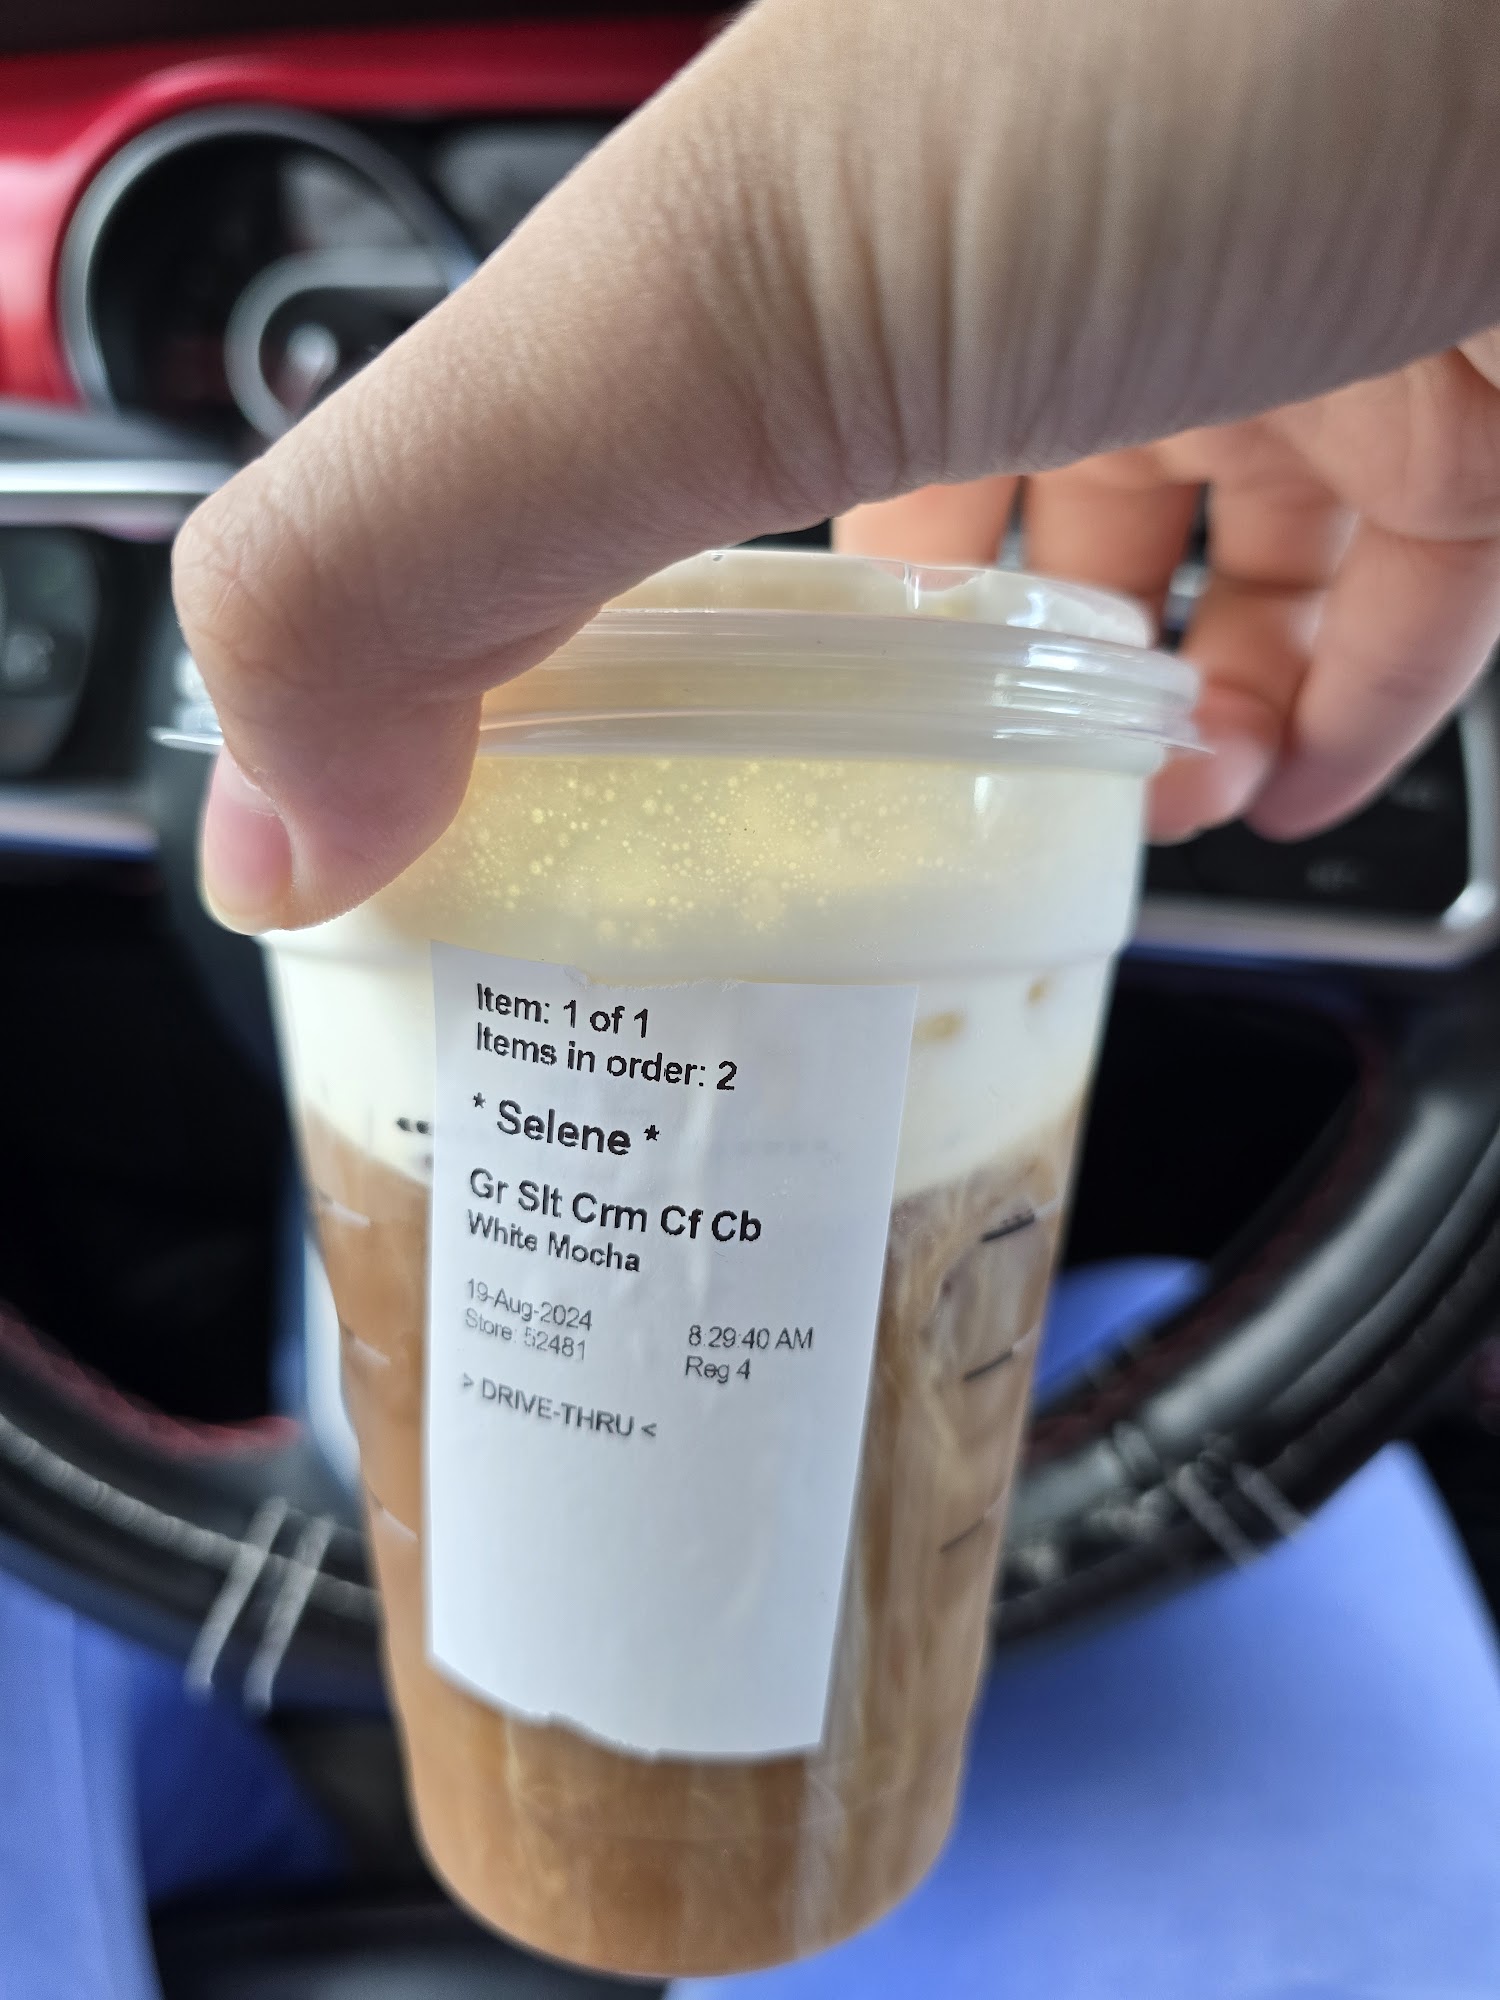 Item: 1 of 1
Items in order: 2
* Selene *
Gr Slt Crm Cf Cb
White Mocha
19-Aug-2024
Store: 52481 8:29:40 AM
Reg 4
> DRIVE-THRU <